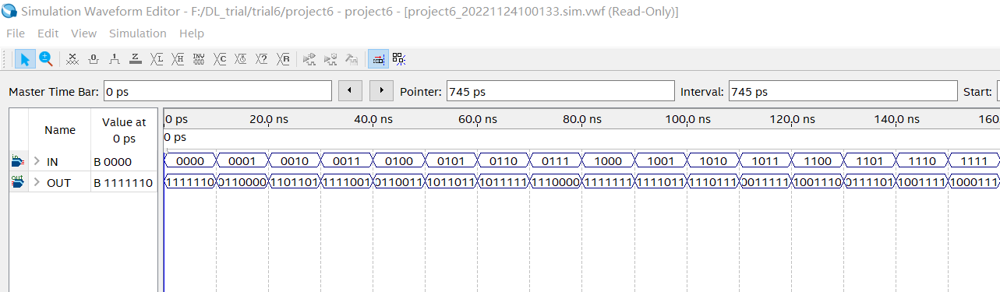 Simulation Waveform Editor - F:/DL_trial/trial6/project6 - project6 - [project6_20221124100133.sim.vwf (Read-Only)]
File Edit View Simulation Help
Master Time Bar: 0 ps Pointer: 745 ps Interval: 745 ps Start:
Name Value at 0 ps 0 ps 20.0 ns 40.0 ns 60.0 ns 80.0 ns 100.0 ns 120.0 ns 140.0 ns 160.
0 ps
IN B 0000 0000 0001 0010 0011 0100 0101 0110 0111 1000 1001 1010 1011 1100 1101 1110 1111
OUT B 1111110 1111110 0110000 1101101 1111001 0110011 1011011 1011111 1110000 1111111 1111011 1110111 0011111 1001110 0111101 1001111 1000111